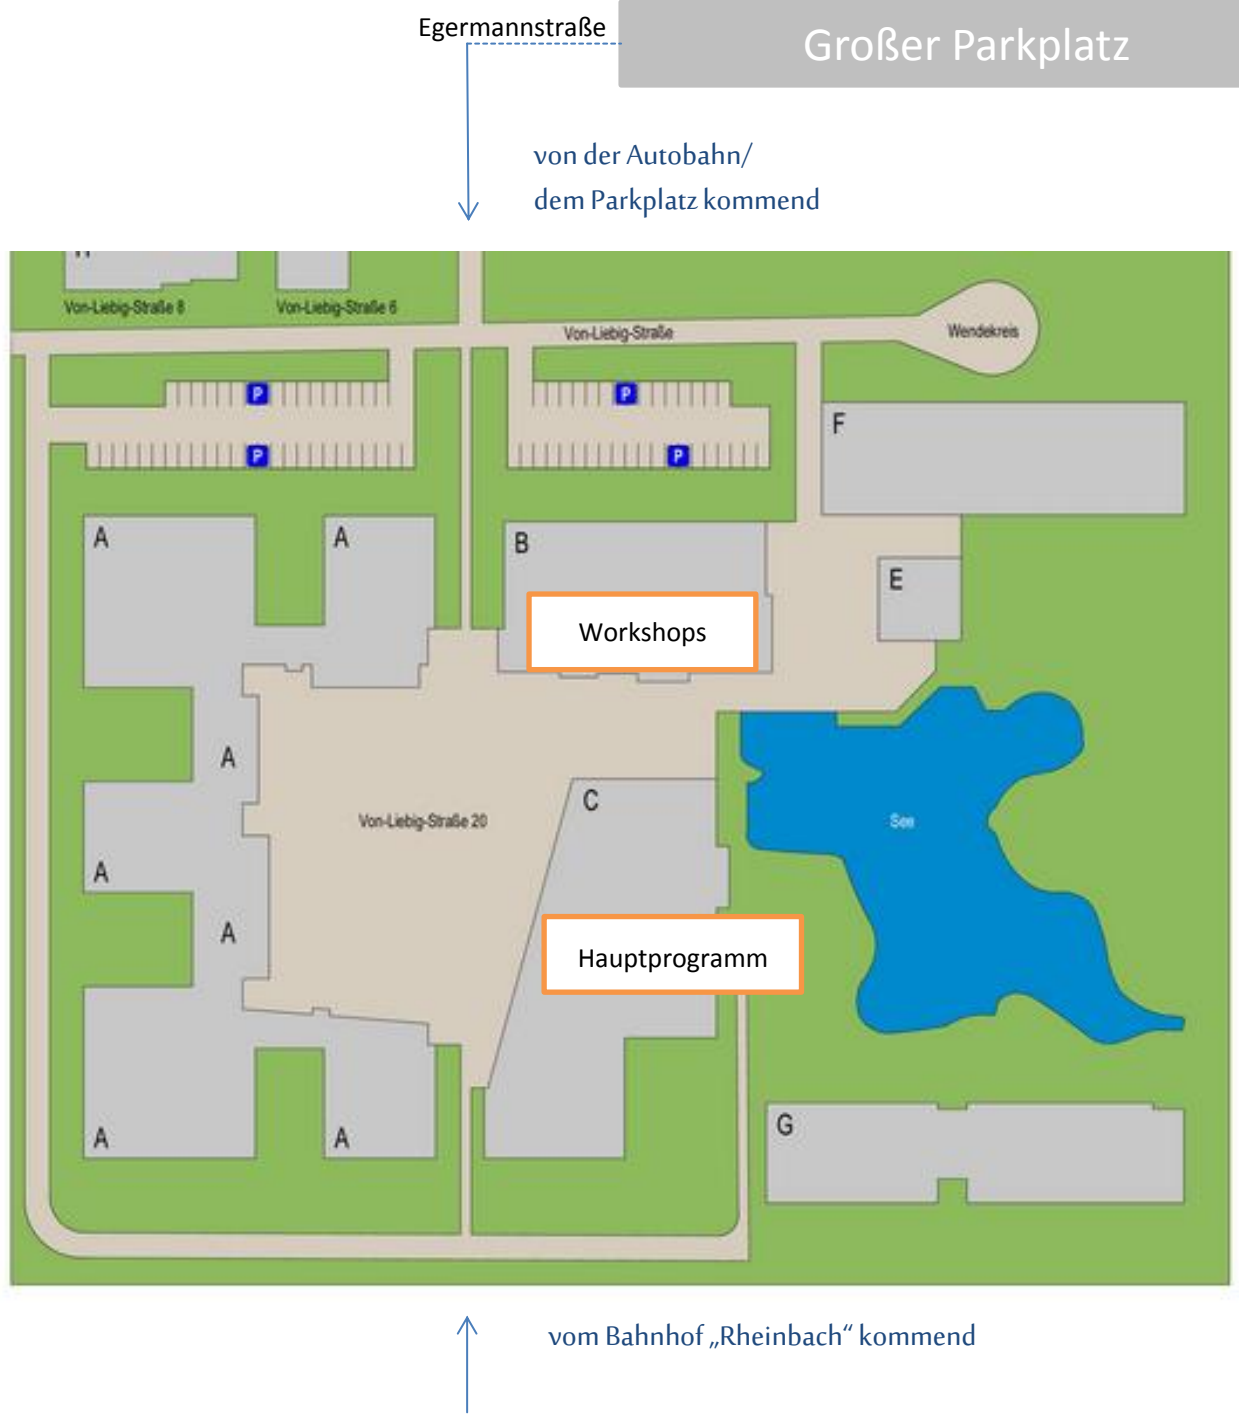 Egermannstraße
Großer Parkplatz
von der Autobahn/
dem Parkplatz kommend
H
Von-Liebig-Straße 8
Von-Liebig-Straße 6
Von-Liebig-Straße
Wendekreis
P
P
P
P
F
A
A
B
E
Workshops
A
C
Von-Liebig-Straße 20
See
A
A
Hauptprogramm
A
A
G
vom Bahnhof „Rheinbach“ kommend